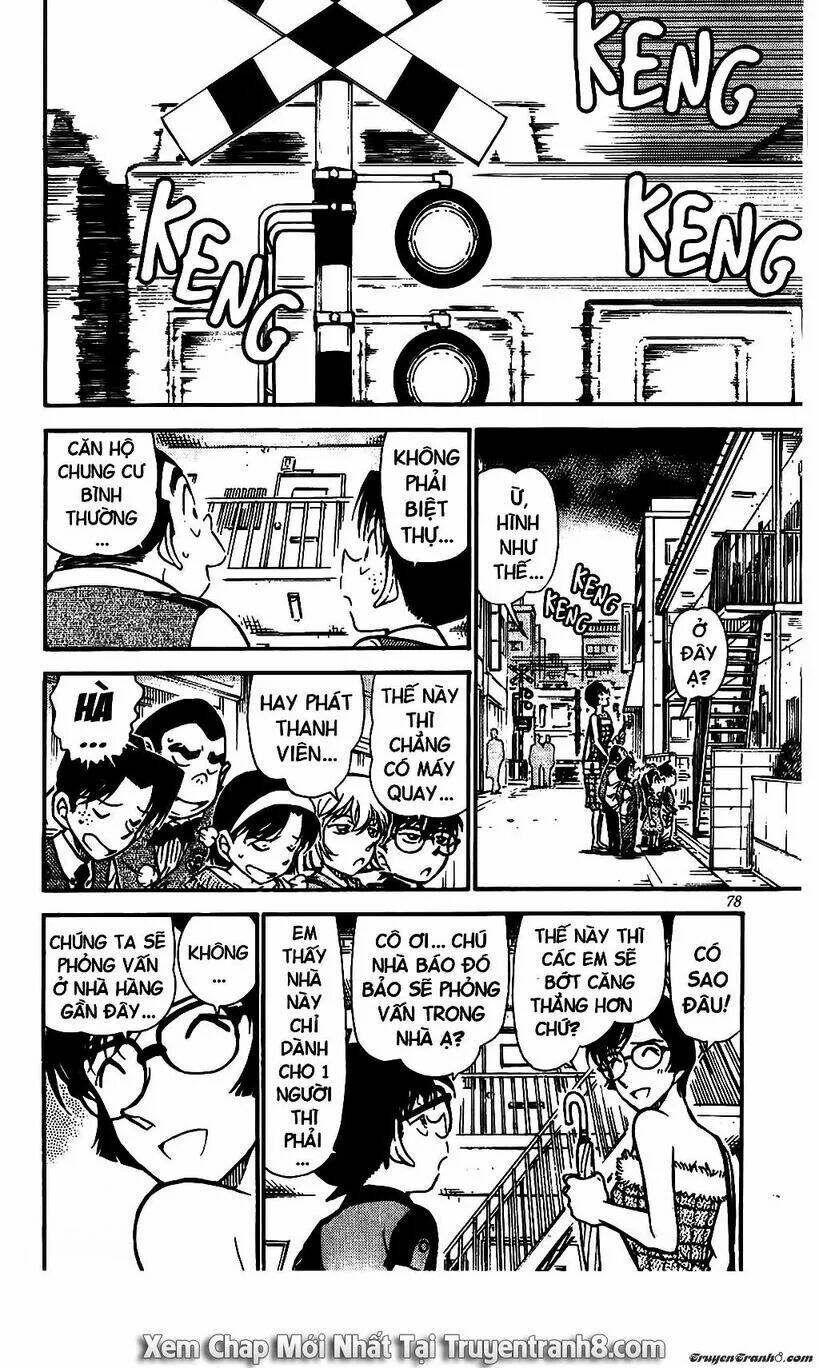 KENG
KENG
KENG
KENG
KENG
Ừ,
HÌNH
NHƯ
THẾ...
KENG
KENG
Ở
ĐÂY
Ạ?
KHÔNG
PHẢI
BIỆT
THỰ...
CĂN HỘ
CHUNG CƯ
BÌNH
THƯỜNG
...
THẾ NÀY
THÌ
CHẲNG
CÓ MÁY
QUAY...
HAY PHÁT
THANH
VIÊN...
HÀ
...
78
CÓ
SAO
ĐÂU!
THẾ NÀY THÌ
CÁC EM SẼ
BỚT CĂNG
THẲNG HƠN
CHỨ?
CÔ ƠI... CHÚ
NHÀ BÁO ĐÓ
BẢO SẼ PHỎNG
VẤN TRONG
NHÀ Ạ?
EM
THẤY
NHÀ
NÀY
CHỈ
DÀNH
CHO 1
NGƯỜI
THÌ
PHẢI
...
KHÔNG
...
CHÚNG TA SẼ
PHỎNG VẤN
Ở NHÀ HÀNG
GẦN ĐÂY...
Xem Chap Mới Nhất Tại Truyentranh8.com
TruyenTranh8.com